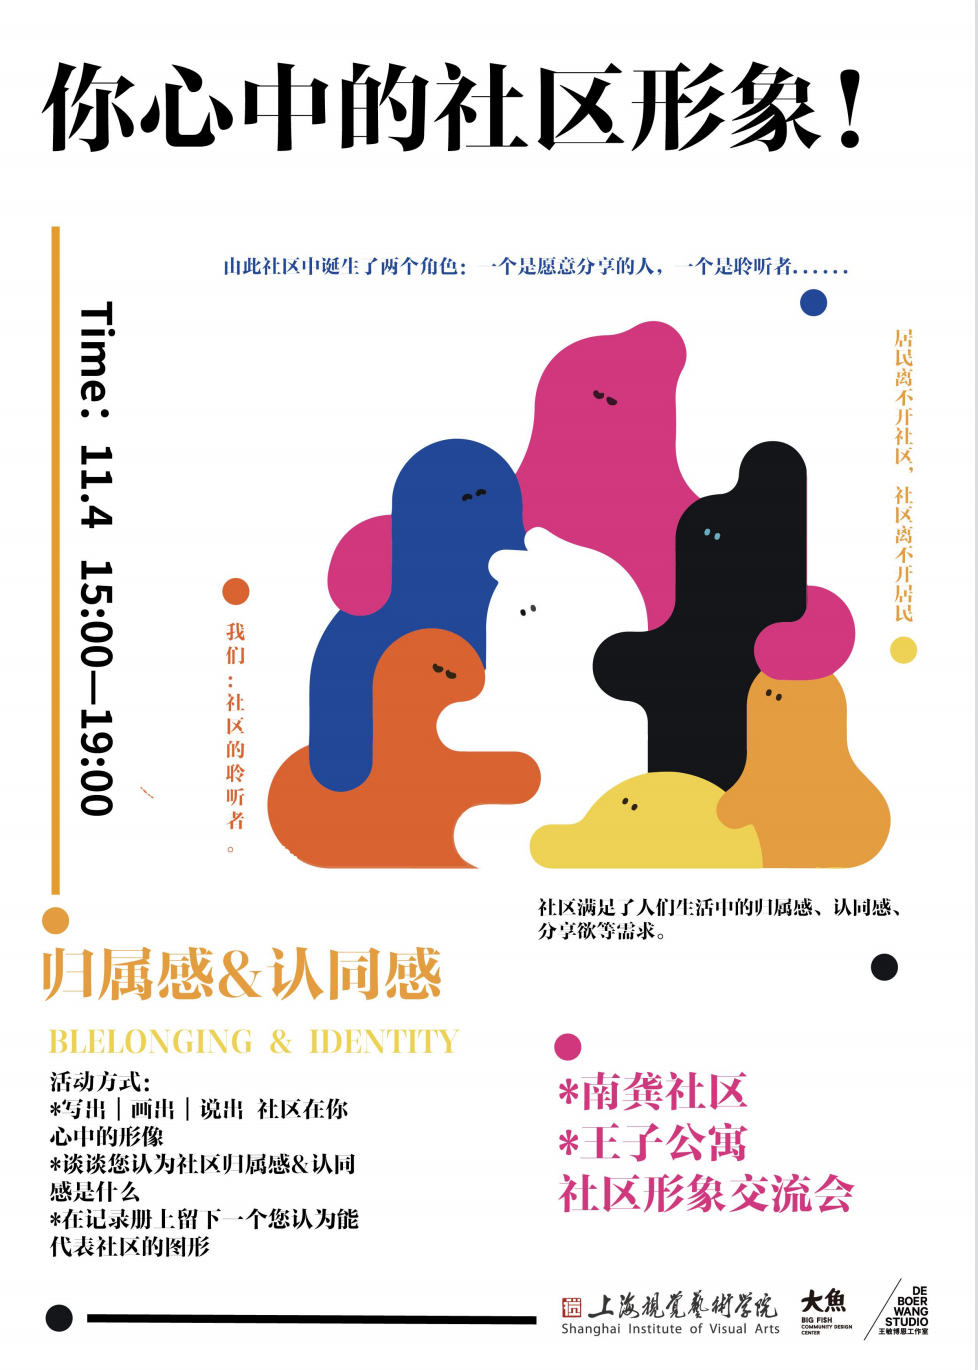 你心中的社区形象！
由此社区中诞生了两个角色：一个是愿意分享的人，一个是聆听者......
Time: 11.4 15:00—19:00
居民离不开社区，社区离不开居民
我们：社区的聆听者。
社区满足了人们生活中的归属感、认同感、
分享欲等需求。
归属感&认同感
BLELONGING & IDENTITY
活动方式：
*写出｜画出｜说出 社区在你
心中的形像
*谈谈您认为社区归属感&认同
感是什么
*在记录册上留下一个您认为能
代表社区的图形
*南龚社区
*王子公寓
社区形象交流会
上海視覺藝術学院
Shanghai Institute of Visual Arts
大魚
BIG FISH
COMMUNITY DESIGN
CENTER
DE
BOER
WANG
STUDIO
王敏博恩工作室